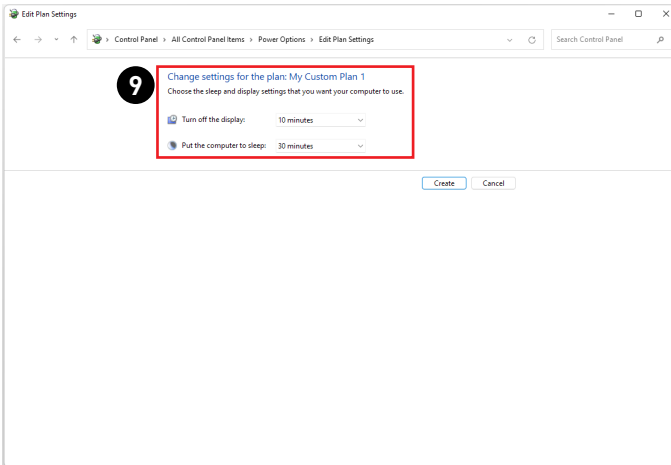 Edit Plan Settings
Control Panel > All Control Panel Items > Power Options > Edit Plan Settings
Search Control Panel
9
Change settings for the plan: My Custom Plan 1
Choose the sleep and display settings that you want your computer to use.
Turn off the display: 10 minutes
Put the computer to sleep: 30 minutes
Create Cancel